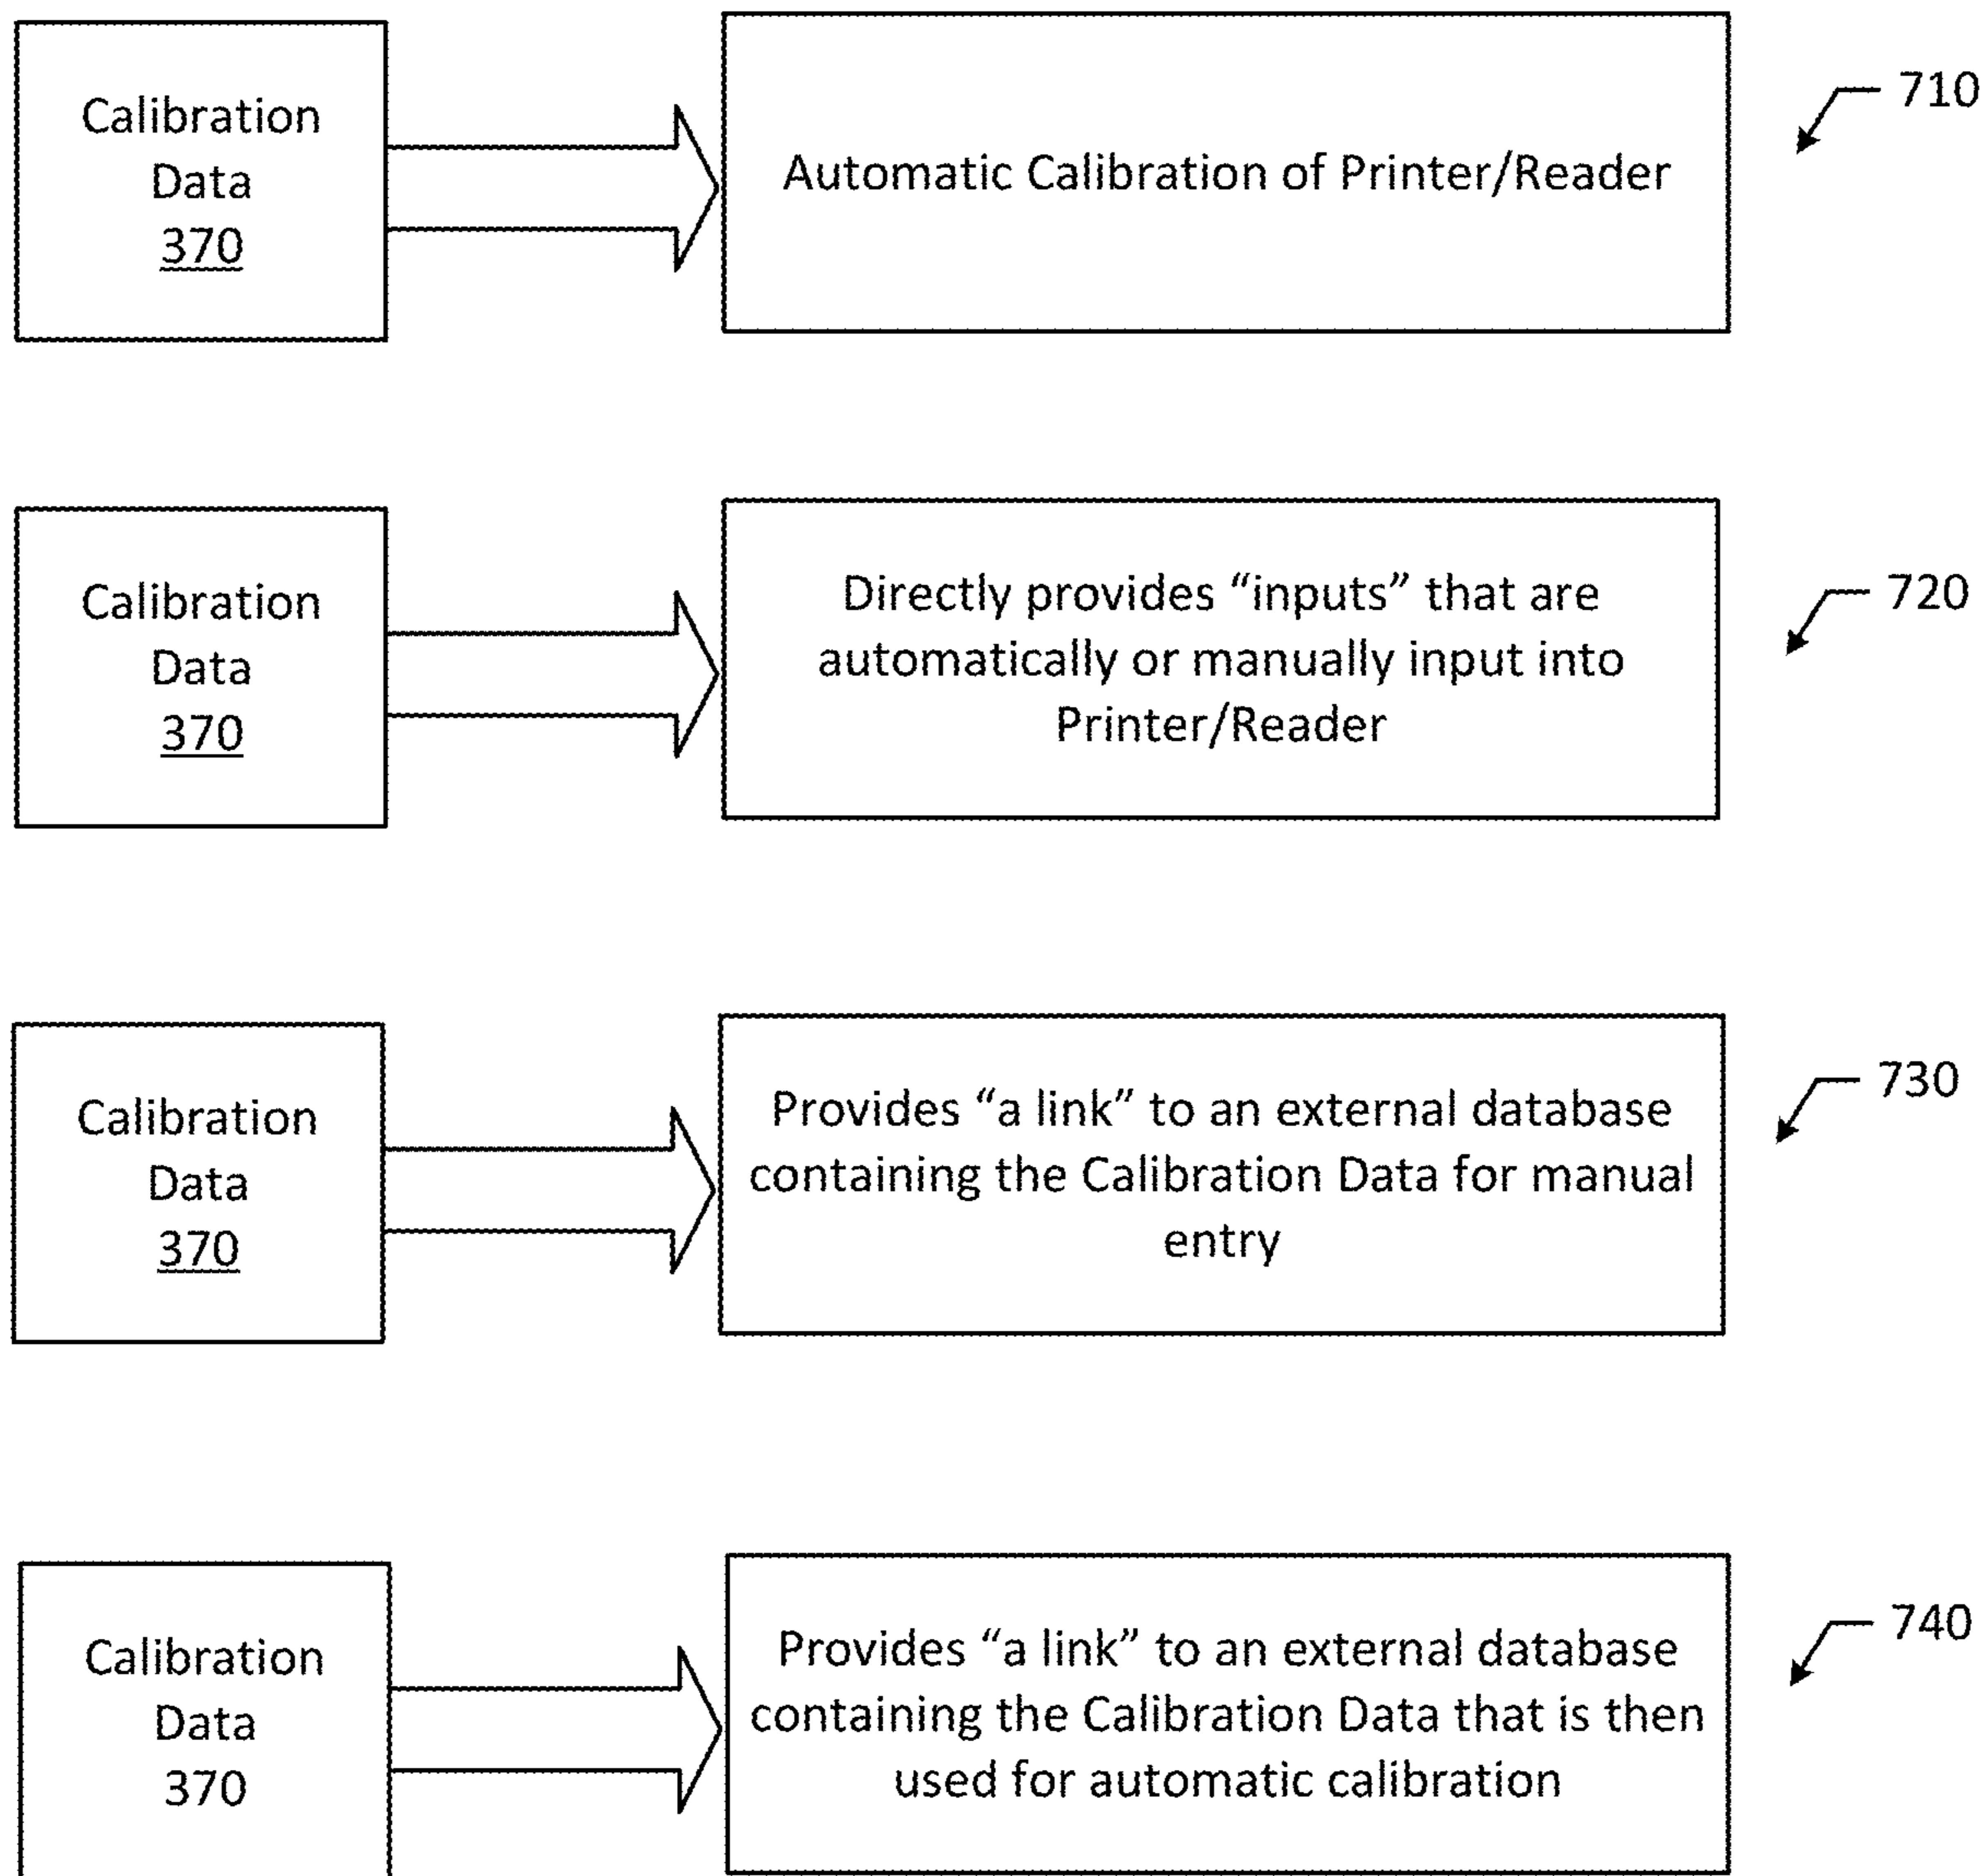 Calibration
Data
370
Automatic Calibration of Printer/Reader
710
Calibration
Data
370
Directly provides “inputs” that are
automatically or manually input into
Printer/Reader
720
Calibration
Data
370
Provides “a link” to an external database
containing the Calibration Data for manual
entry
730
Calibration
Data
370
Provides “a link” to an external database
containing the Calibration Data that is then
used for automatic calibration
740